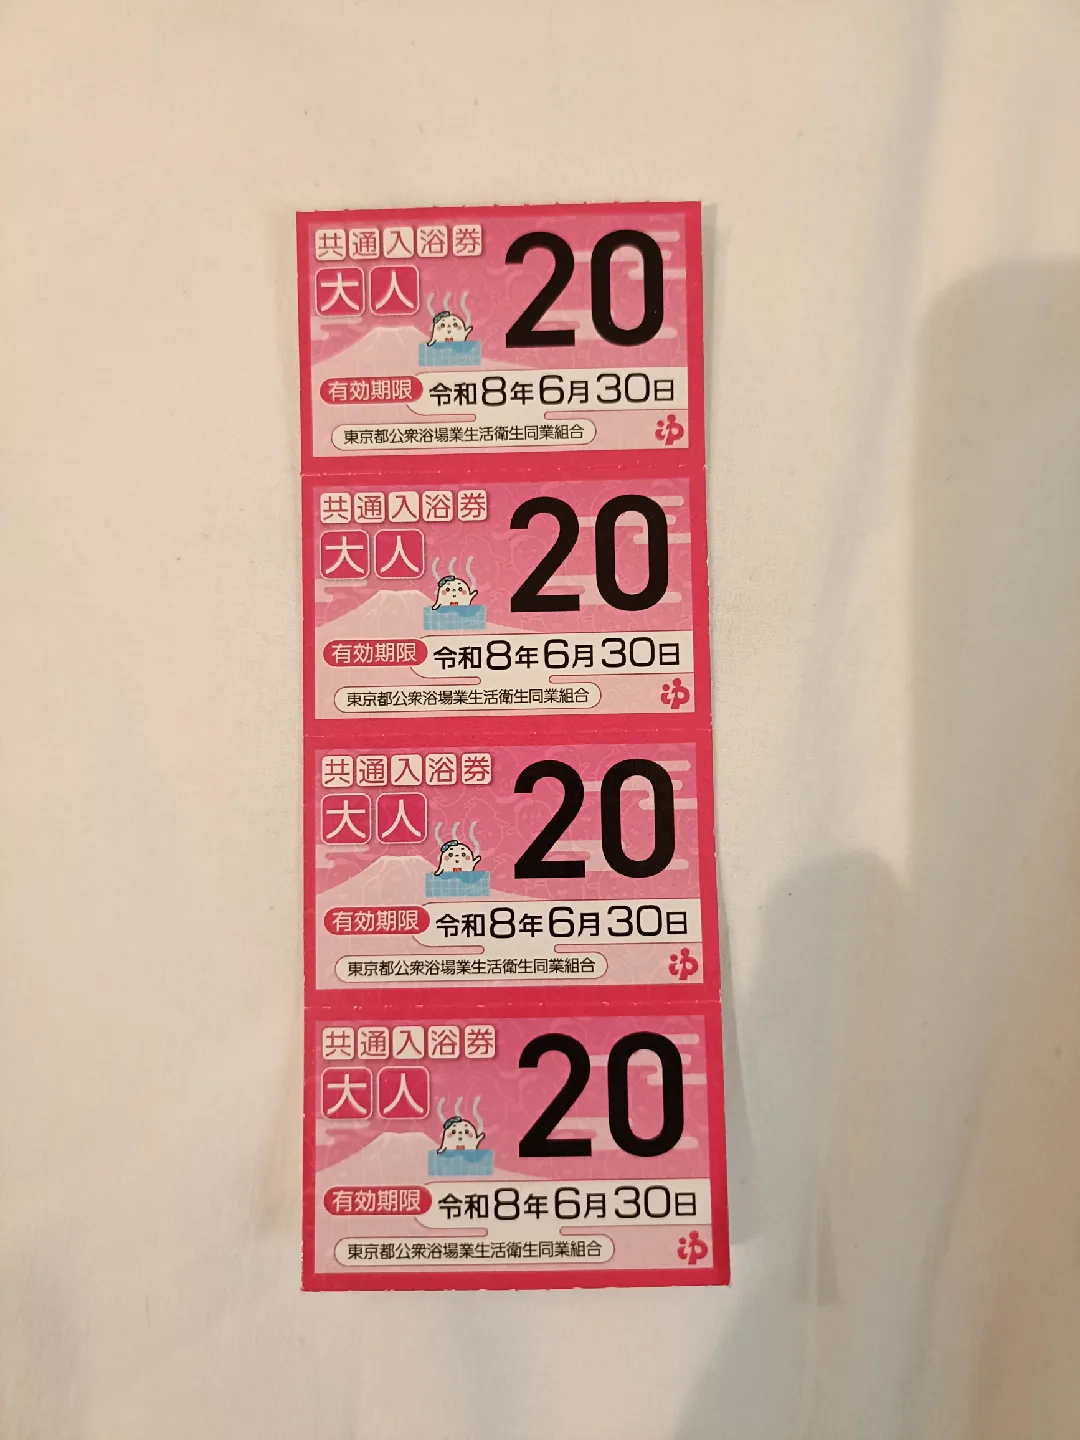 共通入浴券
大人
20
有効期限 令和8年6月30日
東京都公衆浴場業生活衛生同業組合
ゆ
共通入浴券
大人
20
有効期限 令和8年6月30日
東京都公衆浴場業生活衛生同業組合
ゆ
共通入浴券
大人
20
有効期限 令和8年6月30日
東京都公衆浴場業生活衛生同業組合
ゆ
共通入浴券
大人
20
有効期限 令和8年6月30日
東京都公衆浴場業生活衛生同業組合
ゆ